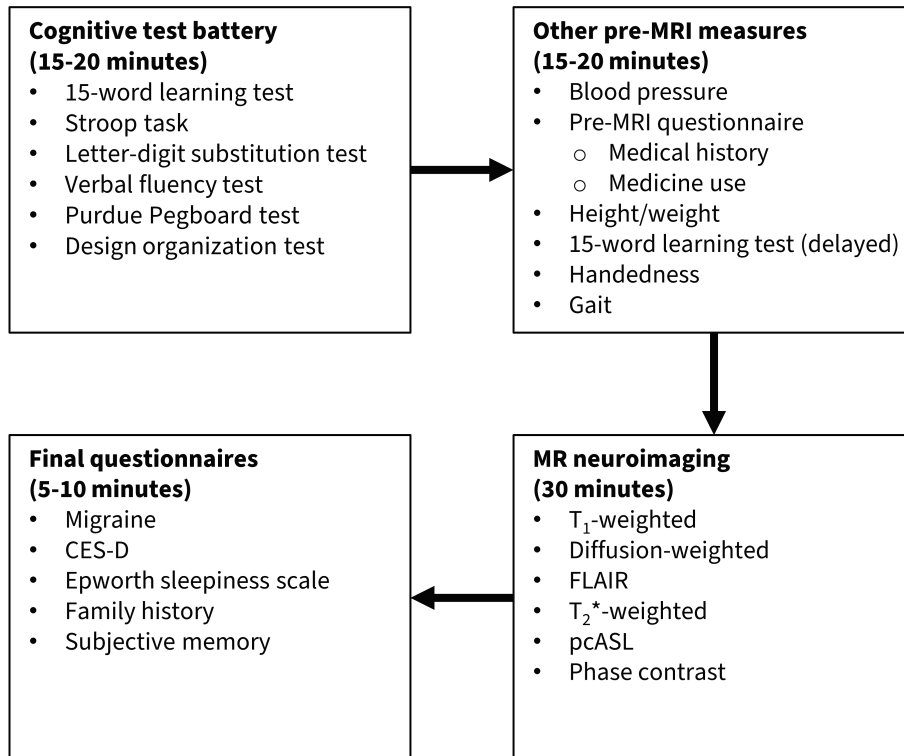 Cognitive test battery
(15-20 minutes)
• 15-word learning test
• Stroop task
• Letter-digit substitution test
• Verbal fluency test
• Purdue Pegboard test
• Design organization test
Other pre-MRI measures
(15-20 minutes)
• Blood pressure
• Pre-MRI questionnaire
o Medical history
o Medicine use
• Height/weight
• 15-word learning test (delayed)
• Handedness
• Gait
MR neuroimaging
(30 minutes)
• T₁-weighted
• Diffusion-weighted
• FLAIR
• T₂*-weighted
• pcASL
• Phase contrast
Final questionnaires
(5-10 minutes)
• Migraine
• CES-D
• Epworth sleepiness scale
• Family history
• Subjective memory